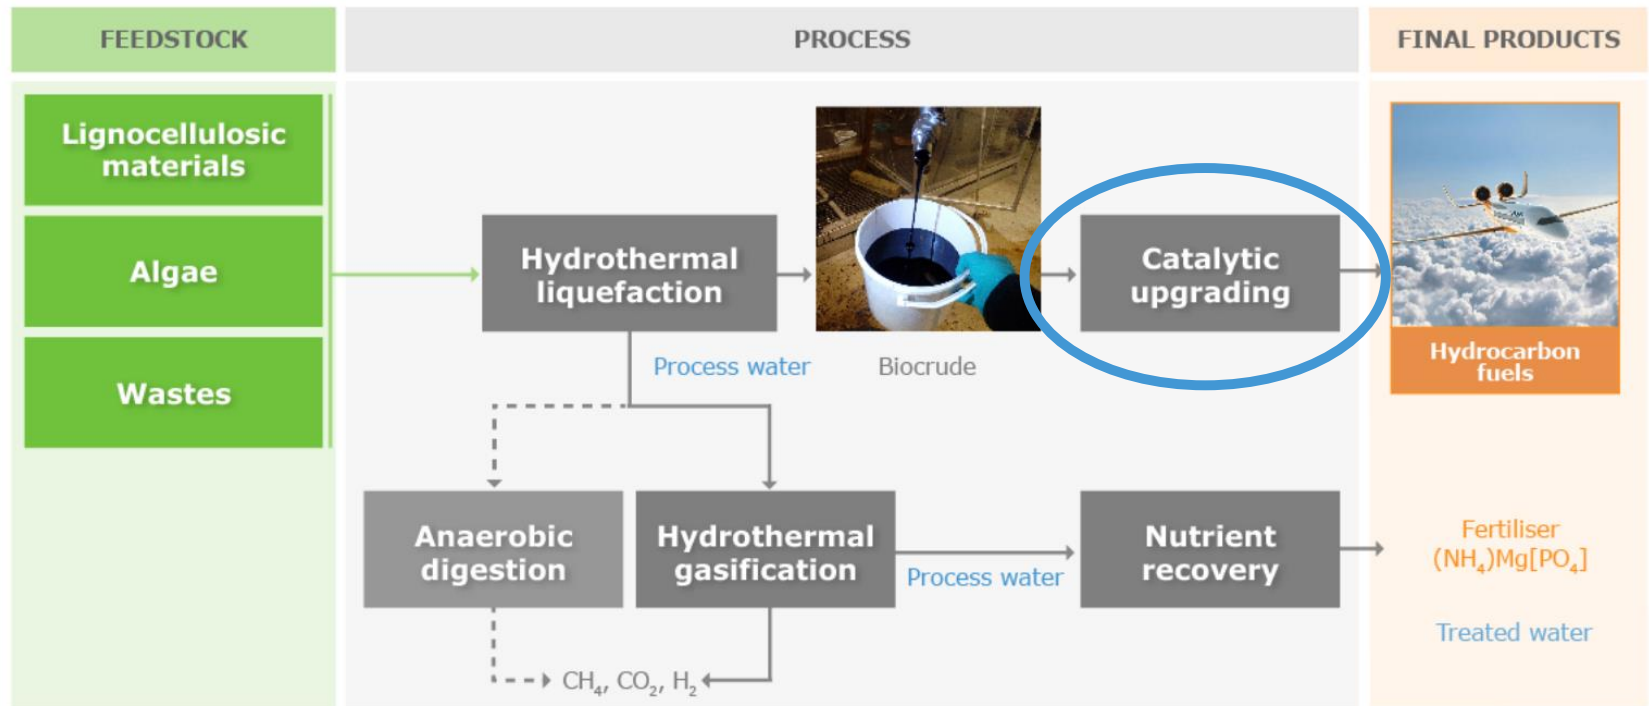 FEEDSTOCK
PROCESS
FINAL PRODUCTS
Lignocellulosic
materials
Algae
Wastes
Hydrothermal
liquefaction
Process water
Biocrude
Catalytic
upgrading
Hydrocarbon
fuels
Anaerobic
digestion
Hydrothermal
gasification
Process water
Nutrient
recovery
Fertiliser
(NH₄)Mg[PO₄]
Treated water
CH₄, CO₂, H₂